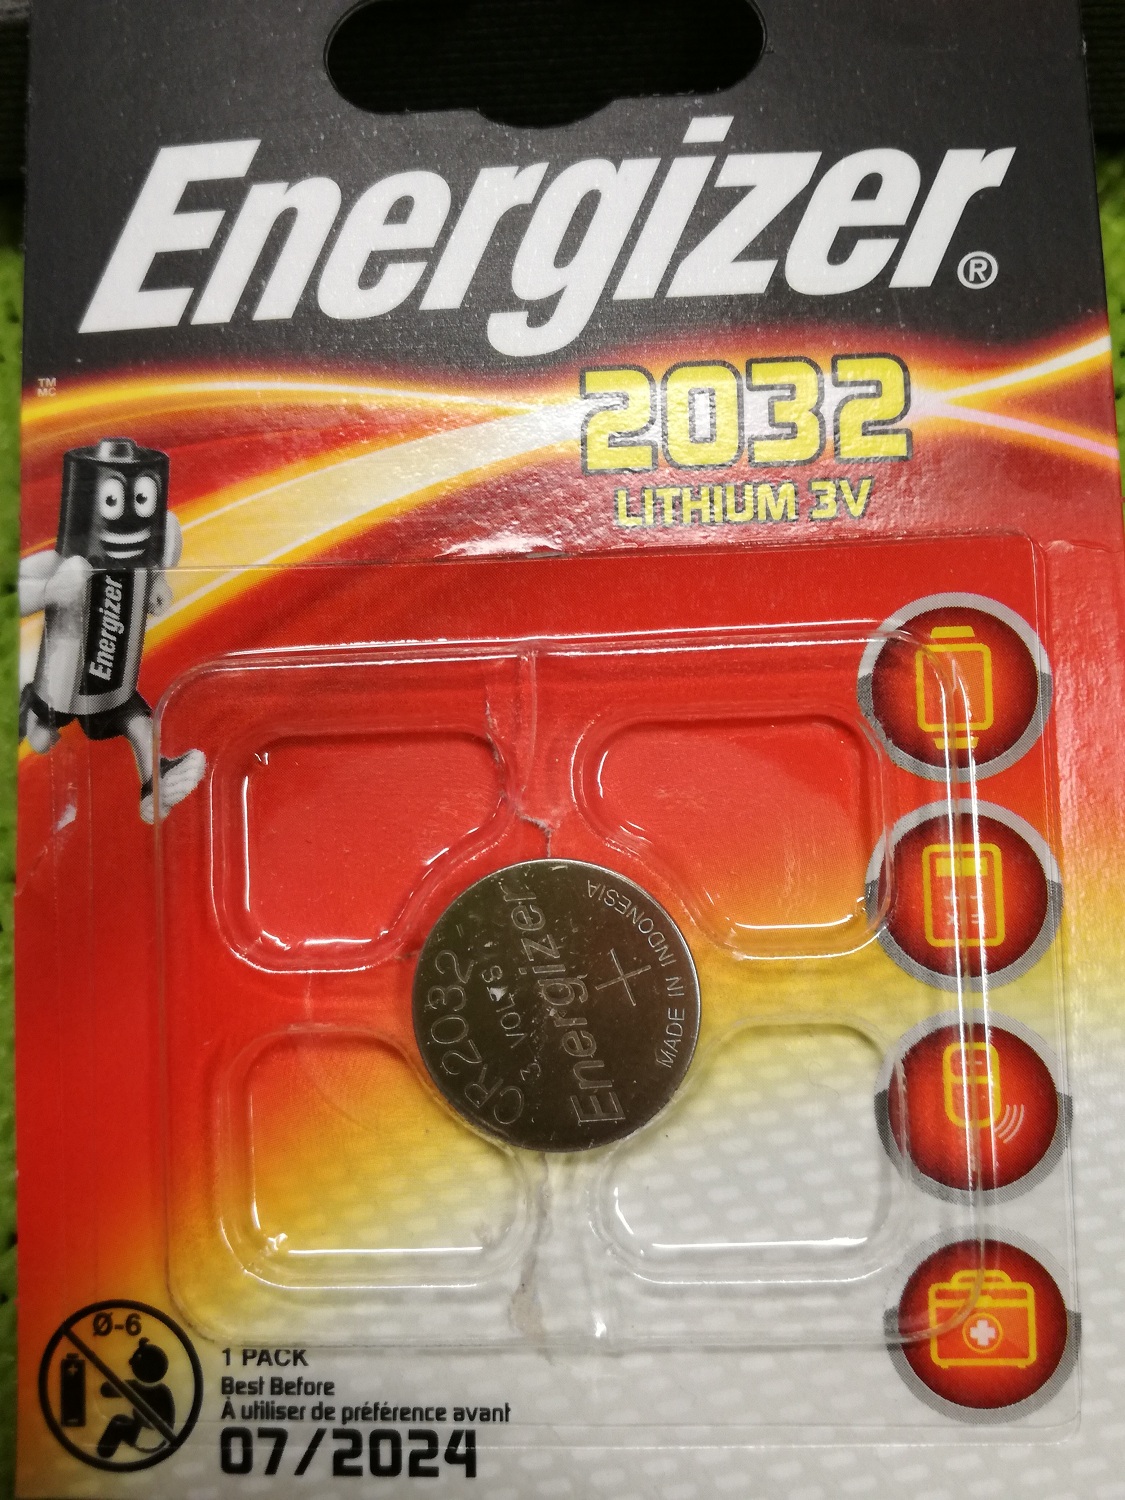 Energizer®
2032
LITHIUM 3V
TM
MC
Energizer
CR2032
3 VOLTS
Energizer
+
MADE IN INDONESIA
Ø-6
1 PACK
Best Before
À utiliser de préférence avant
07/2024